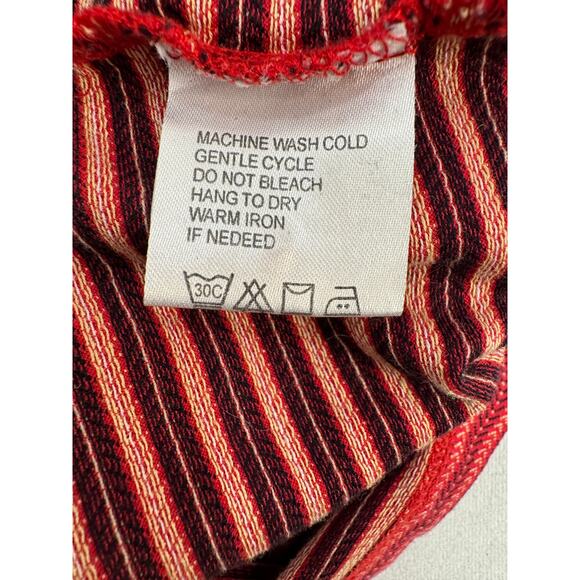 MACHINE WASH COLD
GENTLE CYCLE
DO NOT BLEACH
HANG TO DRY
WARM IRON
IF NEDEED
30C